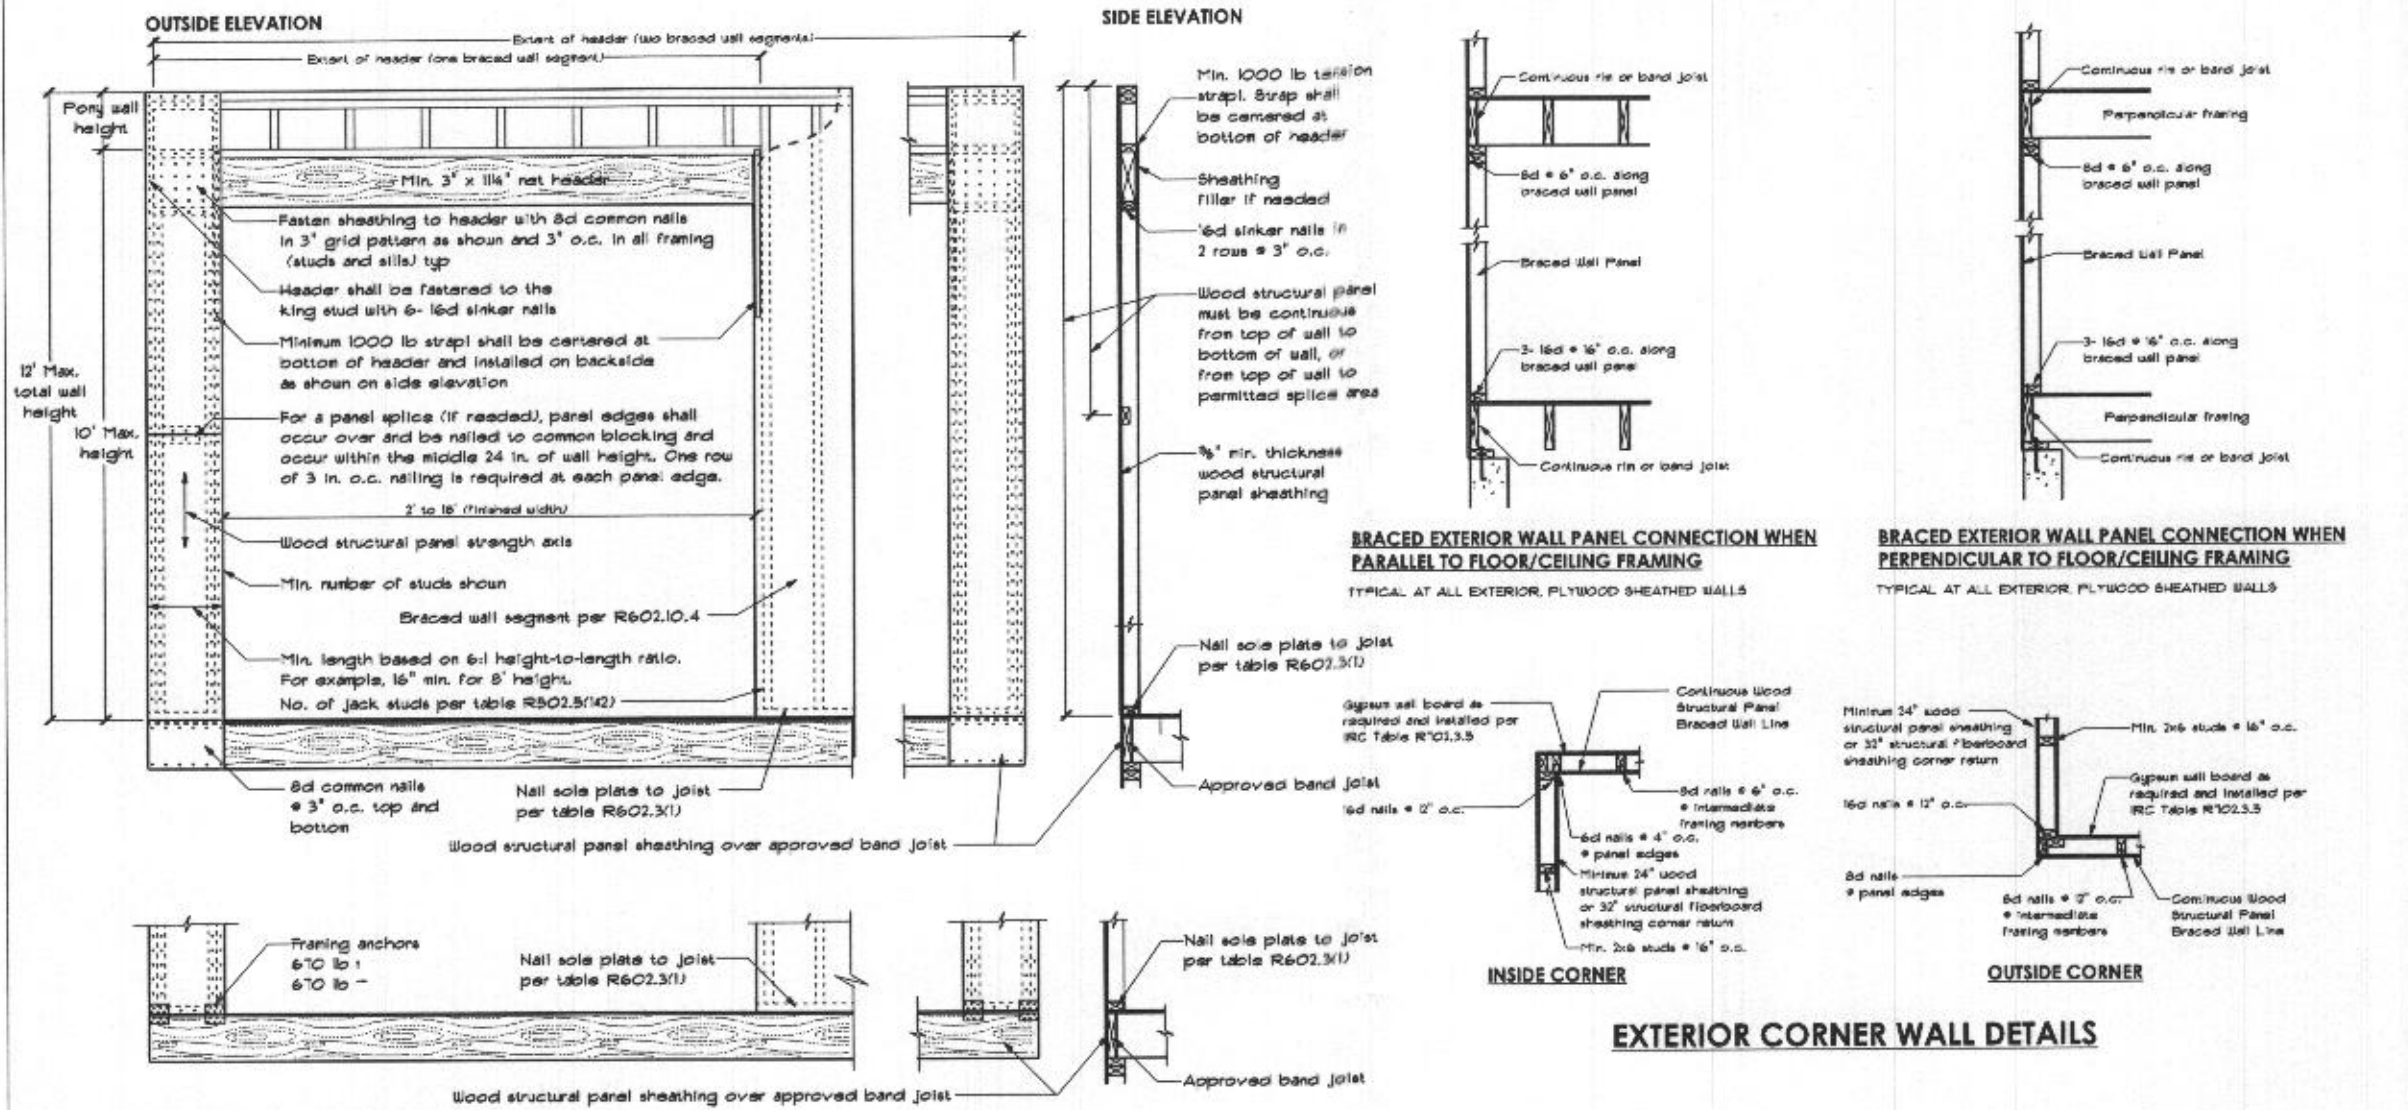 OUTSIDE ELEVATION
Extent of header (two braced wall segments)
Extent of header (one braced wall segment)
Pony wall
height
Min. 3" x 11¼" net header
Fasten sheathing to header with 8d common nails
in 3" grid pattern as shown and 3" o.c. in all framing
(studs and sills) typ
Header shall be fastened to the
king stud with 6- 16d sinker nails
Minimum 1000 lb strap shall be centered at
bottom of header and installed on backside
as shown on side elevation
12' Max.
total wall
height
10' Max.
height
For a panel splice (if needed), panel edges shall
occur over and be nailed to common blocking and
occur within the middle 24 in. of wall height. One row
of 3 in. o.c. nailing is required at each panel edge.
2' to 18' (finished width)
Wood structural panel strength axis
Min. number of studs shown
Braced wall segment per R602.10.4
Min. length based on 6:1 height-to-length ratio.
For example, 16" min. for 8' height.
No. of jack studs per table
8d common nails
@ 3" o.c. top and
bottom
Nail sole plate to joist
per table R602.3(1)
Wood structural panel sheathing over approved band joist
Framing anchors
670 lb
670 lb
Nail sole plate to joist
per table R602.3(1)
Wood structural panel sheathing over approved band joist
SIDE ELEVATION
Min. 1000 lb tension
strap. Strap shall
be centered at
bottom of header
Sheathing
filler if needed
16d sinker nails in
2 rows @ 3" o.c.
Wood structural panel
must be continuous
from top of wall to
bottom of wall, or
from top of wall to
permitted splice area
min. thickness
wood structural
panel sheathing
Nail sole plate to joist
per table R602.3(1)
Approved band joist
Nail sole plate to joist
per table R602.3(1)
Approved band joist
Continuous rim or band joist
8d @ 6" o.c. along
braced wall panel
Braced Wall Panel
3- 16d @ 16" o.c. along
braced wall panel
Continuous rim or band joist
BRACED EXTERIOR WALL PANEL CONNECTION WHEN
PARALLEL TO FLOOR/CEILING FRAMING
TYPICAL AT ALL EXTERIOR, PLYWOOD SHEATHED WALLS
Continuous rim or band joist
Perpendicular framing
8d @ 6" o.c. along
braced wall panel
Braced Wall Panel
3- 16d @ 16" o.c. along
braced wall panel
Perpendicular framing
Continuous rim or band joist
BRACED EXTERIOR WALL PANEL CONNECTION WHEN
PERPENDICULAR TO FLOOR/CEILING FRAMING
TYPICAL AT ALL EXTERIOR, PLYWOOD SHEATHED WALLS
Gypsum wall board as
required and installed per
IRC Table R702.3.5
Continuous Wood
Structural Panel
Braced Wall Line
16d nails @ 12" o.c.
8d nails @ 6" o.c.
@ intermediate
framing members
nails @ 4" o.c.
@ panel edges
Minimum 24" wood
structural panel sheathing
or 32" structural fiberboard
sheathing corner return
Min. 2x6 studs @ 16" o.c.
INSIDE CORNER
Minimum 24" wood
structural panel sheathing
or 32" structural fiberboard
sheathing corner return
Min. 2x6 studs @ 16" o.c.
Gypsum wall board as
required and installed per
IRC Table R702.3.5
16d nails @ 12" o.c.
8d nails
@ panel edges
nails @ 12" o.c.
@ intermediate
framing members
Continuous Wood
Structural Panel
Braced Wall Line
OUTSIDE CORNER
EXTERIOR CORNER WALL DETAILS